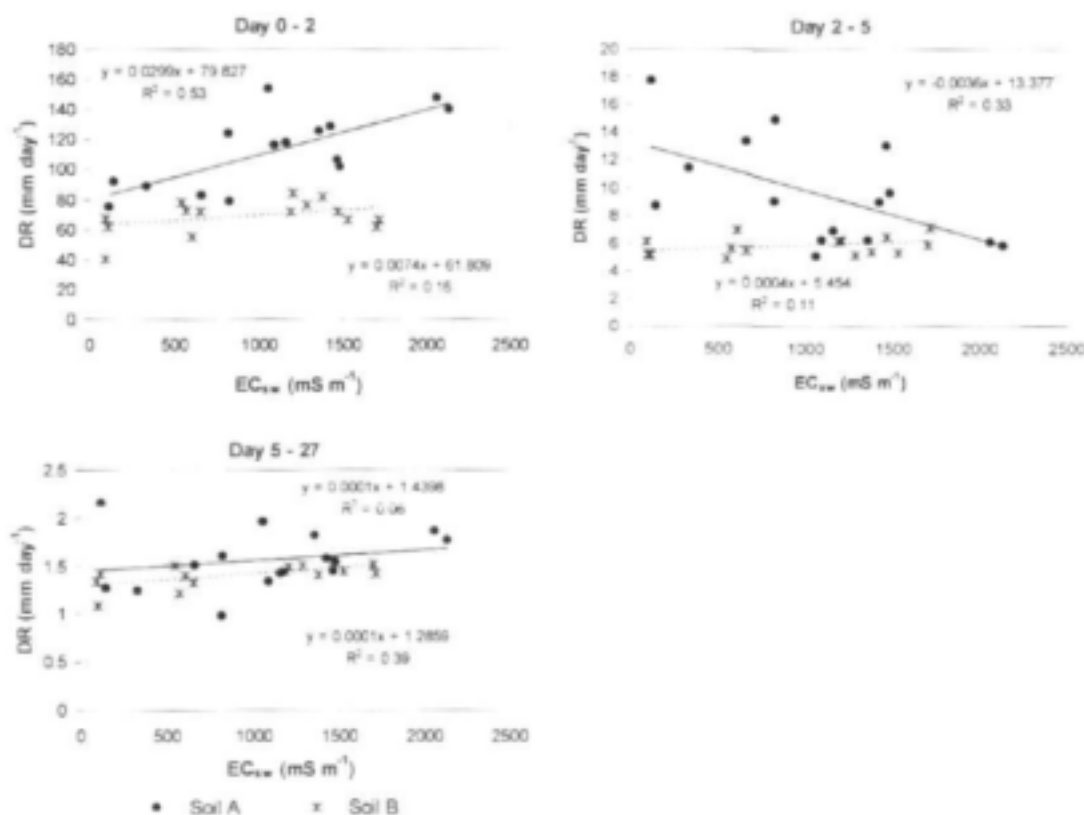 Day 0 - 2
180
160
140
120
100
80
60
40
20
0
y = 0.0299x + 79.827
R² = 0.53
y = 0.0074x + 61.809
R² = 0.16
DR (mm day⁻¹)
0 500 1000 1500 2000 2500
ECsw (mS m⁻¹)
Day 2 - 5
20
18
16
14
12
10
8
6
4
2
0
y = -0.0036x + 13.377
R² = 0.33
y = 0.0004x + 5.454
R² = 0.11
DR (mm day⁻¹)
0 500 1000 1500 2000 2500
ECsw (mS m⁻¹)
Day 5 - 27
2.5
2
1.5
1
0.5
0
y = 0.0001x + 1.4398
R² = 0.06
y = 0.0001x + 1.2859
R² = 0.39
DR (mm day⁻¹)
0 500 1000 1500 2000 2500
ECsw (mS m⁻¹)
Soil A Soil B